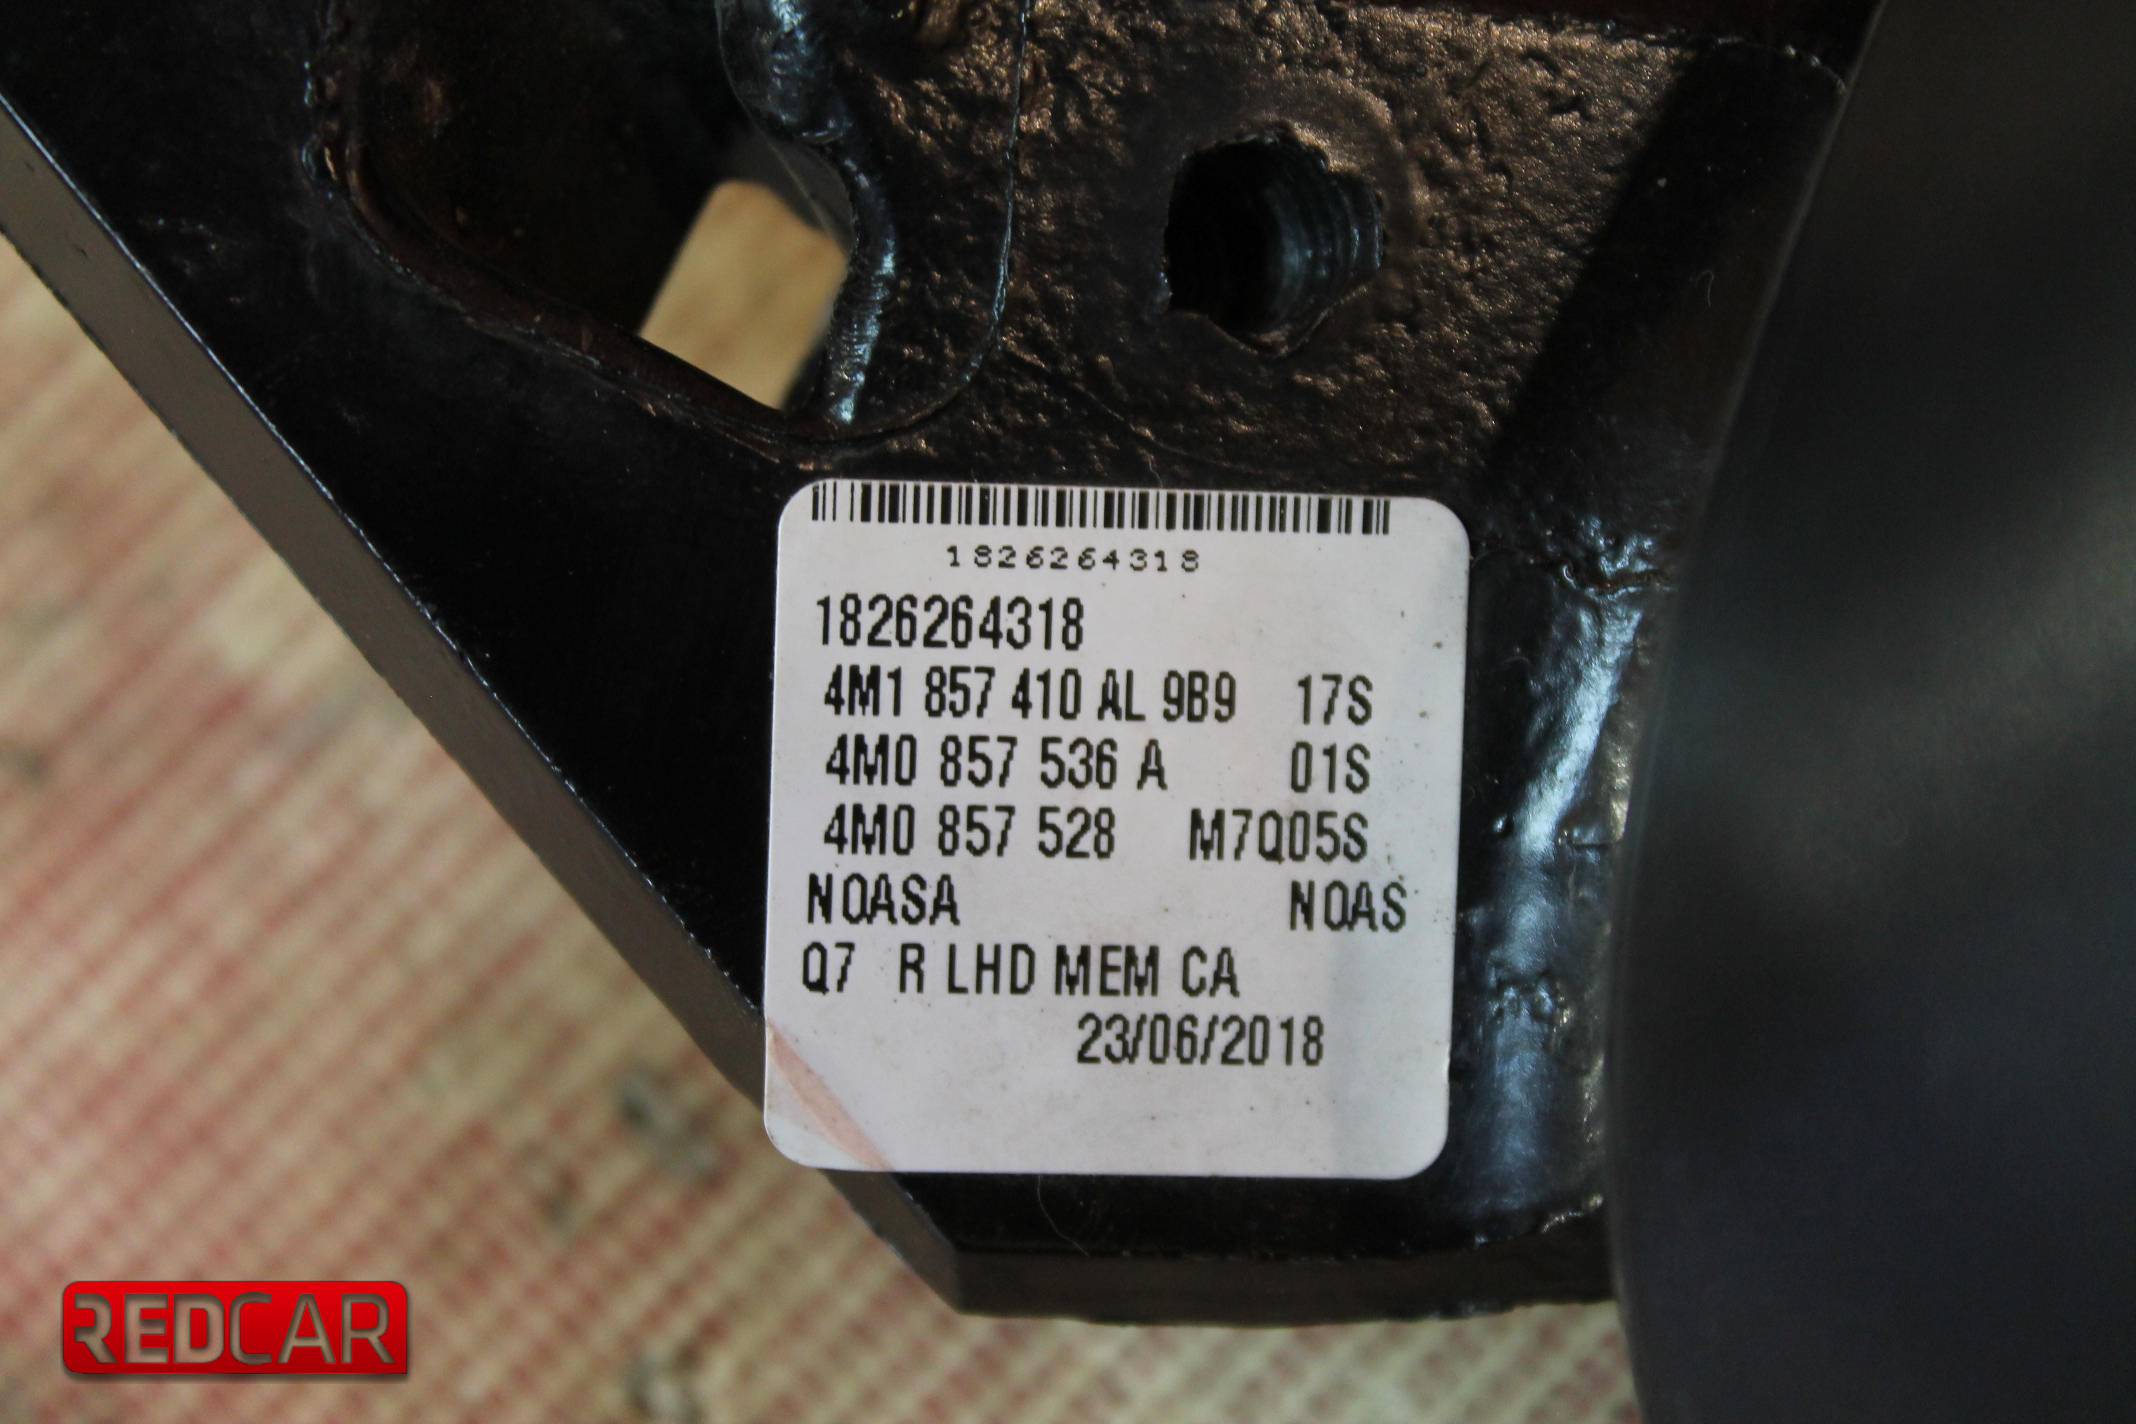 1826264318
1826264318
4M1 857 410 AL 9B9 17S
4M0 857 536 A 01S
4M0 857 528 M7Q05S
NOASA NOAS
Q7 R LHD MEM CA
23/06/2018
REDCAR